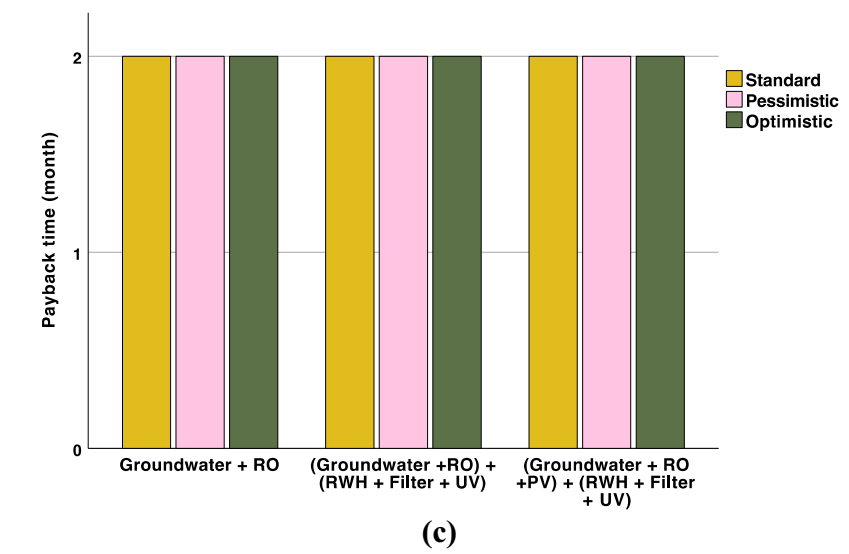 Payback time (month)
2
1
0
Standard
Pessimistic
Optimistic
Groundwater + RO
(Groundwater +RO) +
(RWH + Filter + UV)
(Groundwater + RO
+PV) + (RWH + Filter
+ UV)
(c)